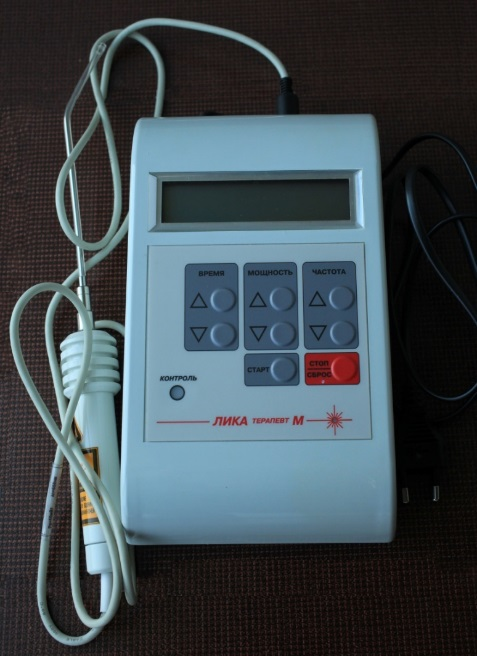 ВРЕМЯ МОЩНОСТЬ ЧАСТОТА
СТАРТ СТОП
СБРОС
КОНТРОЛЬ
ЛИКА ТЕРАПЕВТ М